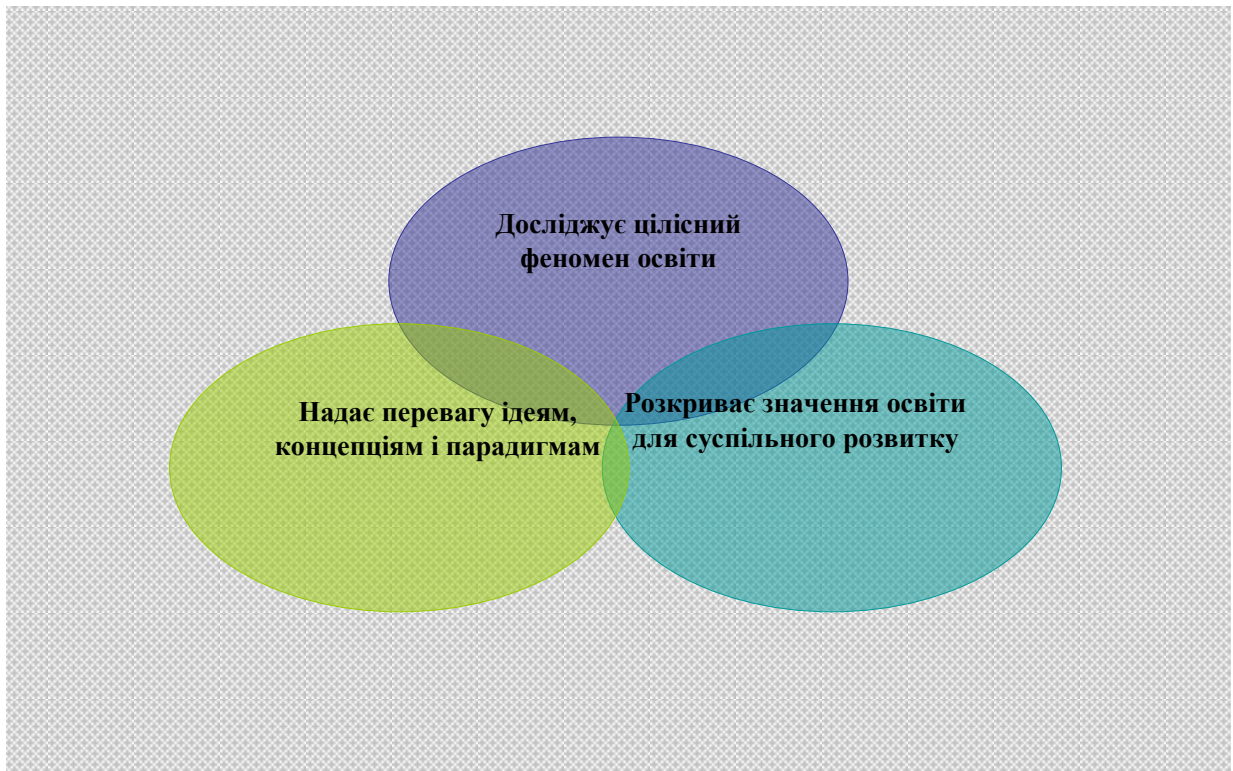 Досліджує цілісний
феномен освіти
Надає перевагу ідеям,
концепціям і парадигмам
Розкриває значення освіти
для суспільного розвитку